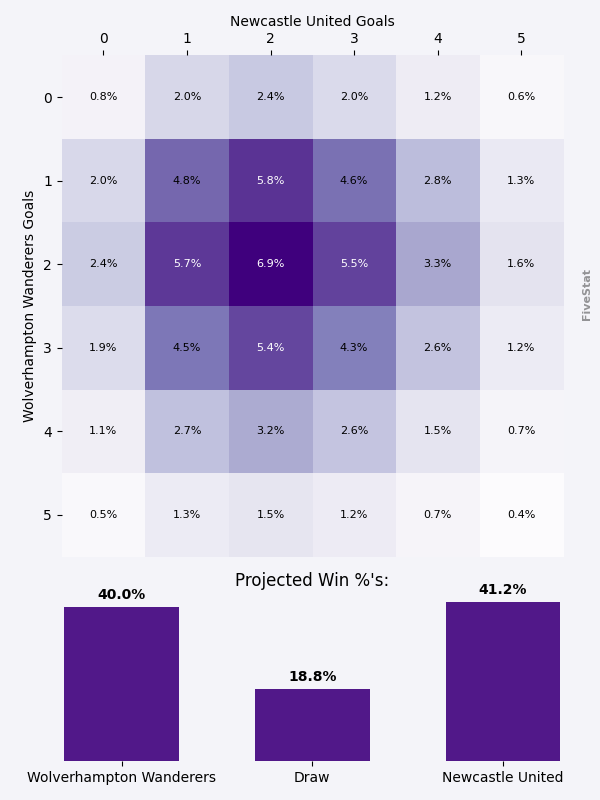 Newcastle United Goals
0 1 2 3 4 5
Wolverhampton Wanderers Goals
0 0.8% 2.0% 2.4% 2.0% 1.2% 0.6%
1 2.0% 4.8% 5.8% 4.6% 2.8% 1.3%
2 2.4% 5.7% 6.9% 5.5% 3.3% 1.6%
3 1.9% 4.5% 5.4% 4.3% 2.6% 1.2%
4 1.1% 2.7% 3.2% 2.6% 1.5% 0.7%
5 0.5% 1.3% 1.5% 1.2% 0.7% 0.4%
FiveStat
Projected Win %'s:
40.0% 18.8% 41.2%
Wolverhampton Wanderers Draw Newcastle United